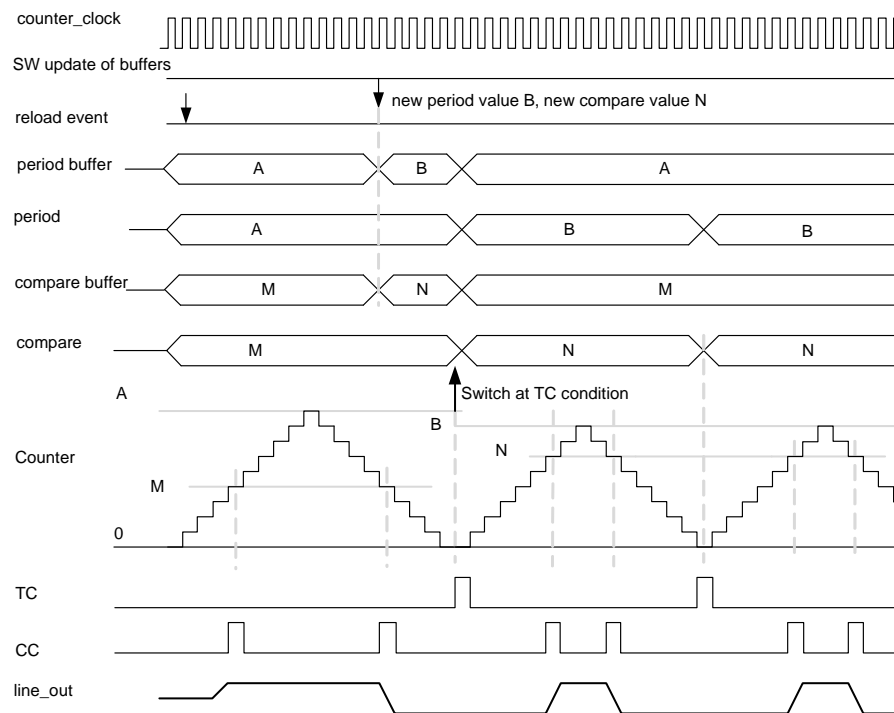 counter_clock
SW update of buffers
new period value B, new compare value N
reload event
period buffer
A
B
A
period
A
B
B
compare buffer
M
N
M
compare
M
N
N
A
Switch at TC condition
B
Counter
N
M
0
TC
CC
line_out